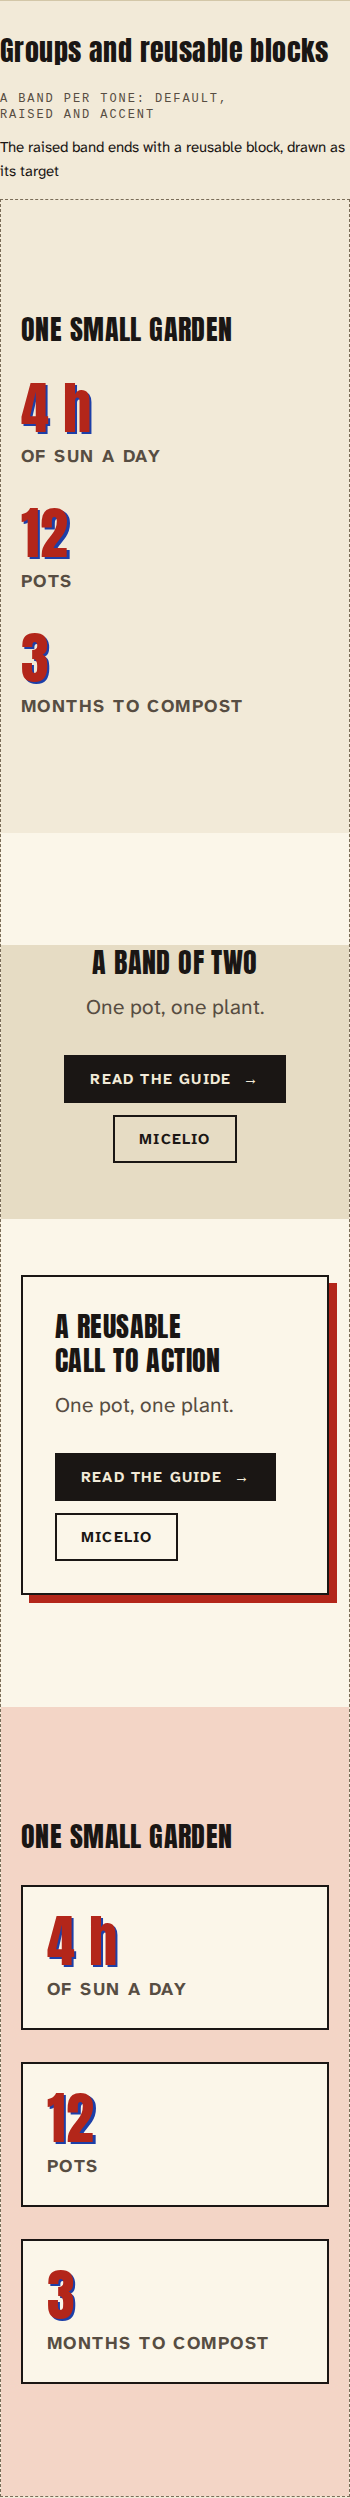 Groups and reusable blocks
A BAND PER TONE: DEFAULT,
RAISED AND ACCENT
The raised band ends with a reusable block, drawn as
its target
ONE SMALL GARDEN
4 h
OF SUN A DAY
12
POTS
3
MONTHS TO COMPOST
A BAND OF TWO
One pot, one plant.
READ THE GUIDE →
MICELIO
A REUSABLE
CALL TO ACTION
One pot, one plant.
READ THE GUIDE →
MICELIO
ONE SMALL GARDEN
4 h
OF SUN A DAY
12
POTS
3
MONTHS TO COMPOST